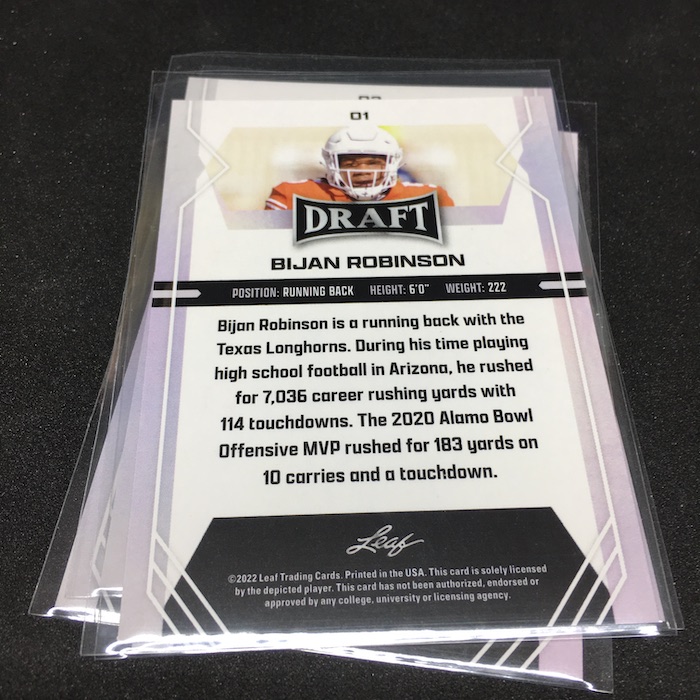 01
DRAFT
BIJAN ROBINSON
POSITION: RUNNING BACK HEIGHT: 6'0" WEIGHT: 222
Bijan Robinson is a running back with the
Texas Longhorns. During his time playing
high school football in Arizona, he rushed
for 7,036 career rushing yards with
114 touchdowns. The 2020 Alamo Bowl
Offensive MVP rushed for 183 yards on
10 carries and a touchdown.
Leaf
©2022 Leaf Trading Cards. Printed in the USA. This card is solely licensed
by the depicted player. This card has not been authorized, endorsed or
approved by any college, university or licensing agency.